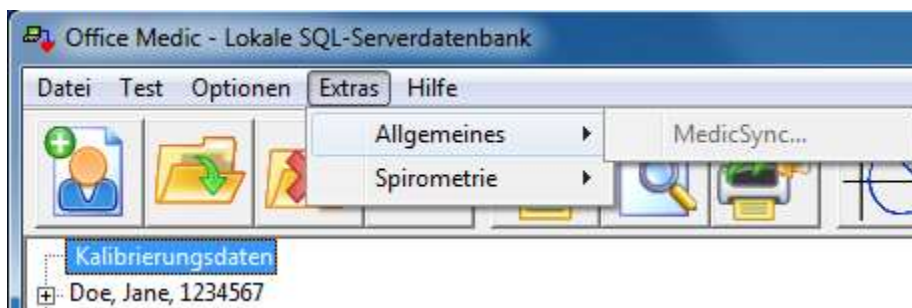 Office Medic - Lokale SQL-Serverdatenbank
Datei Test Optionen Extras Hilfe
Allgemeines MedicSync...
Spirometrie
Kalibrierungsdaten
Doe, Jane, 1234567